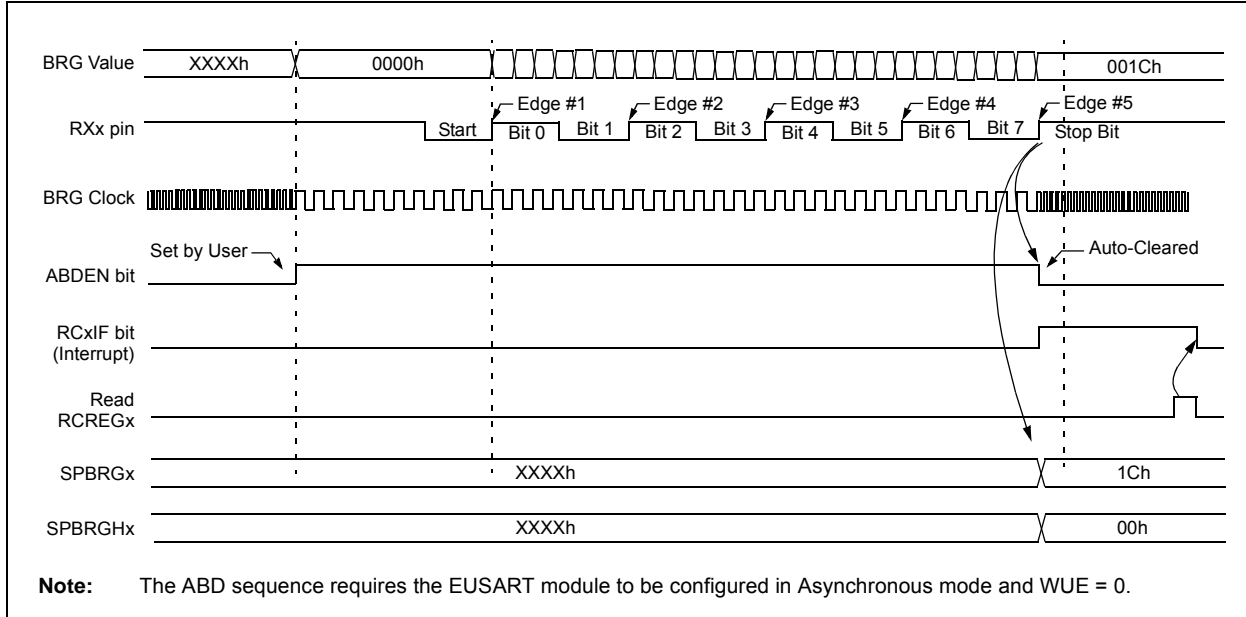 BRG Value XXXXh 0000h 001Ch
Edge #1 Edge #2 Edge #3 Edge #4 Edge #5
RXx pin Start Bit 0 Bit 1 Bit 2 Bit 3 Bit 4 Bit 5 Bit 6 Bit 7 Stop Bit
BRG Clock
Set by User Auto-Cleared
ABDEN bit
RCxIF bit
(Interrupt)
Read
RCREGx
SPBRGx XXXXh 1Ch
SPBRGHx XXXXh 00h
Note: The ABD sequence requires the EUSART module to be configured in Asynchronous mode and WUE = 0.